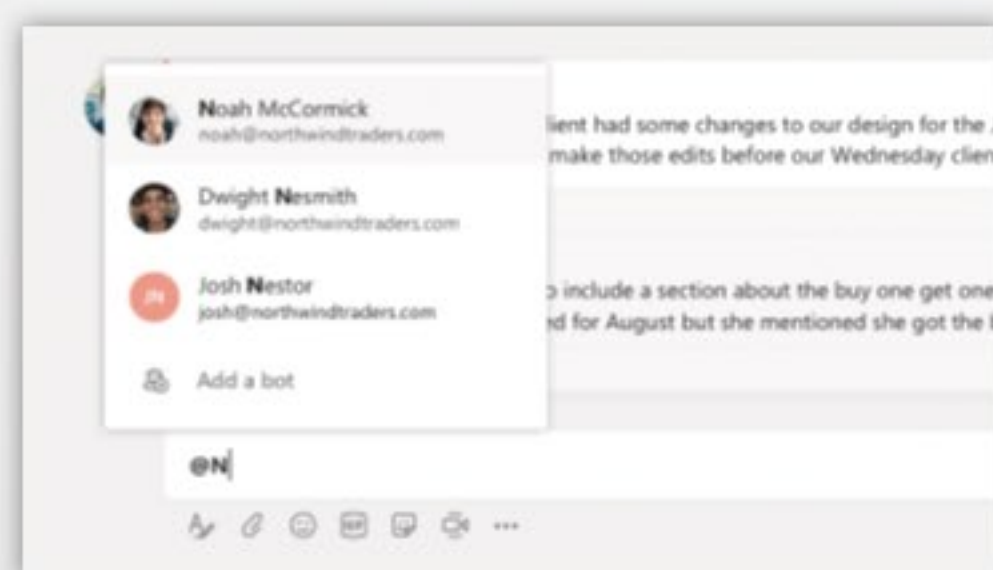 Noah McCormick
noah@northwindtraders.com
Dwight Nesmith
dwight@northwindtraders.com
JN
Josh Nestor
josh@northwindtraders.com
Add a bot
lient had some changes to our design for the
make those edits before our Wednesday clien
o include a section about the buy one get one
ed for August but she mentioned she got the
@N
GIF